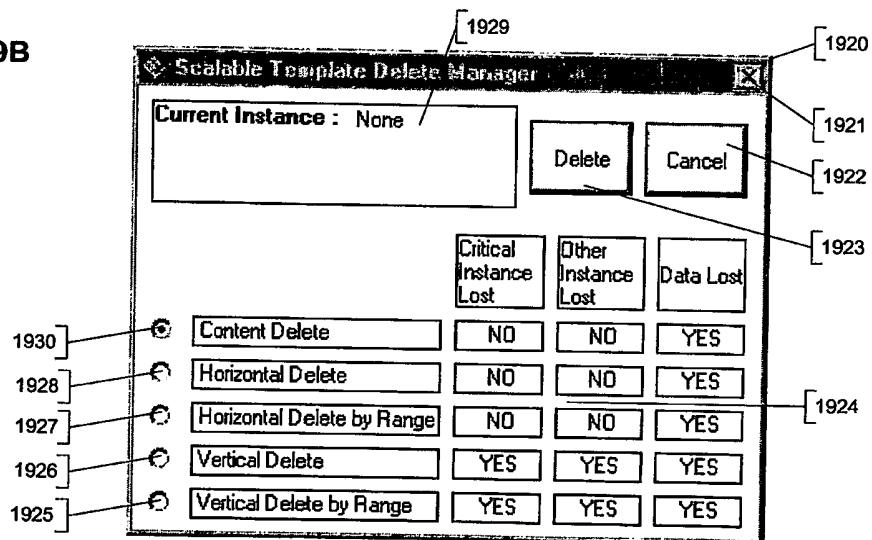 9B
1929
1920
Scalable Template Delete Manager
1921
Current Instance : None
Delete
Cancel
1922
1923
Critical Instance Lost
Other Instance Lost
Data Lost
1930
Content Delete
NO
NO
YES
1928
Horizontal Delete
NO
NO
YES
1924
1927
Horizontal Delete by Range
NO
NO
YES
1926
Vertical Delete
YES
YES
YES
1925
Vertical Delete by Range
YES
YES
YES